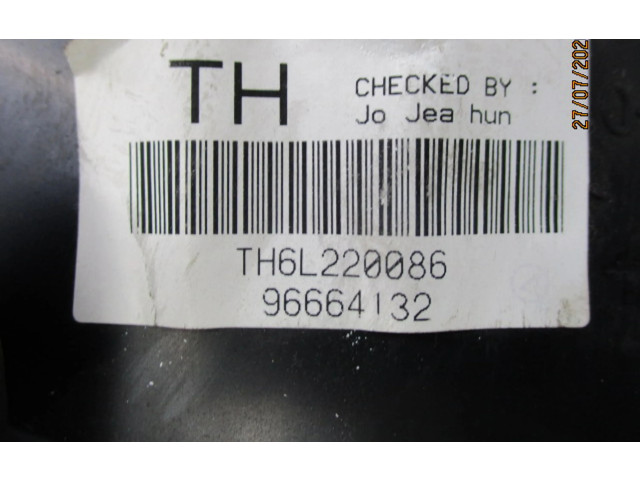 TH
CHECKED BY :
Jo Jea hun
TH6L220086
96664132
27/07/202